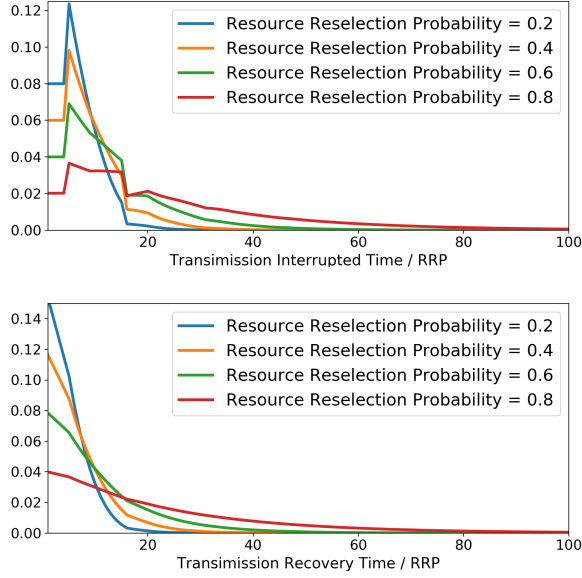 0.12
0.10
0.08
0.06
0.04
0.02
0.00
Resource Reselection Probability = 0.2
Resource Reselection Probability = 0.4
Resource Reselection Probability = 0.6
Resource Reselection Probability = 0.8
20 40 60 80 100
Transimission Interrupted Time / RRP
0.14
0.12
0.10
0.08
0.06
0.04
0.02
0.00
Resource Reselection Probability = 0.2
Resource Reselection Probability = 0.4
Resource Reselection Probability = 0.6
Resource Reselection Probability = 0.8
20 40 60 80 100
Transmission Recovery Time / RRP